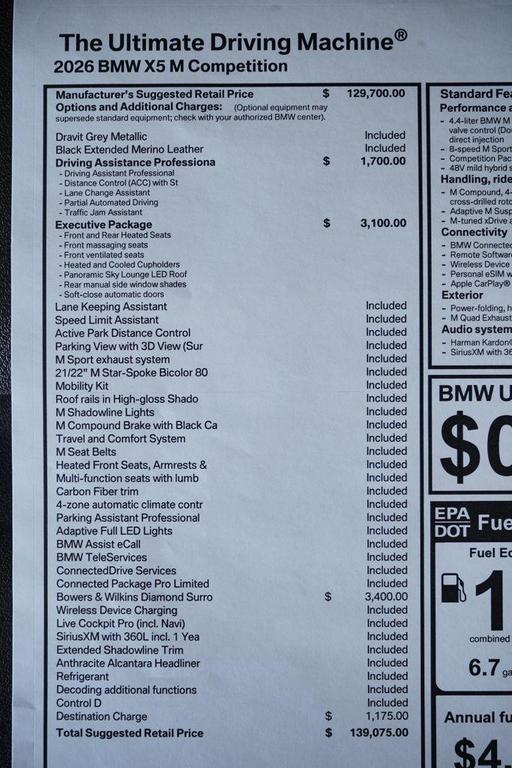 The Ultimate Driving Machine®
2026 BMW X5 M Competition
Manufacturer's Suggested Retail Price $ 129,700.00
Options and Additional Charges: (Optional equipment may
supersede standard equipment; check with your authorized BMW center).
Dravit Grey Metallic Included
Black Extended Merino Leather Included
Driving Assistance Professiona $ 1,700.00
- Driving Assistant Professional
- Distance Control (ACC) with St
- Lane Change Assistant
- Partial Automated Driving
- Traffic Jam Assistant
Executive Package $ 3,100.00
- Front and Rear Heated Seats
- Front massaging seats
- Front ventilated seats
- Heated and Cooled Cupholders
- Panoramic Sky Lounge LED Roof
- Rear manual side window shades
- Soft-close automatic doors
Lane Keeping Assistant Included
Speed Limit Assistant Included
Active Park Distance Control Included
Parking View with 3D View (Sur Included
M Sport exhaust system Included
21/22" M Star-Spoke Bicolor 80 Included
Mobility Kit Included
Roof rails in High-gloss Shado Included
M Shadowline Lights Included
M Compound Brake with Black Ca Included
Travel and Comfort System Included
M Seat Belts Included
Heated Front Seats, Armrests & Included
Multi-function seats with lumb Included
Carbon Fiber trim Included
4-zone automatic climate contr Included
Parking Assistant Professional Included
Adaptive Full LED Lights Included
BMW Assist eCall Included
BMW TeleServices Included
ConnectedDrive Services Included
Connected Package Pro Limited Included
Bowers & Wilkins Diamond Surro $ 3,400.00
Wireless Device Charging Included
Live Cockpit Pro (incl. Navi) Included
SiriusXM with 360L incl. 1 Yea Included
Extended Shadowline Trim Included
Anthracite Alcantara Headliner Included
Refrigerant Included
Decoding additional functions Included
Control D Included
Destination Charge $ 1,175.00
Total Suggested Retail Price $ 139,075.00
Standard Fea
Performance a
- 4.4-liter BMW M
valve control (Do
direct injection
- 8-speed M Sport
- Competition Pac
- 48V mild hybrid s
Handling, ride
- M Compound, 4-
cross-drilled roto
- Adaptive M Susp
- M-tuned xDrive a
Connectivity
- BMW Connecte
- Remote Softwar
- Wireless Device
- Personal eSIM w
- Apple CarPlay®
Exterior
- Power-folding, h
- M Quad Exhaust
Audio system
- Harman Kardon®
- SiriusXM with 36
BMW U
$0
EPA
DOT Fue
Fuel Ec
1
combined
6.7 ga
Annual fu
$4,